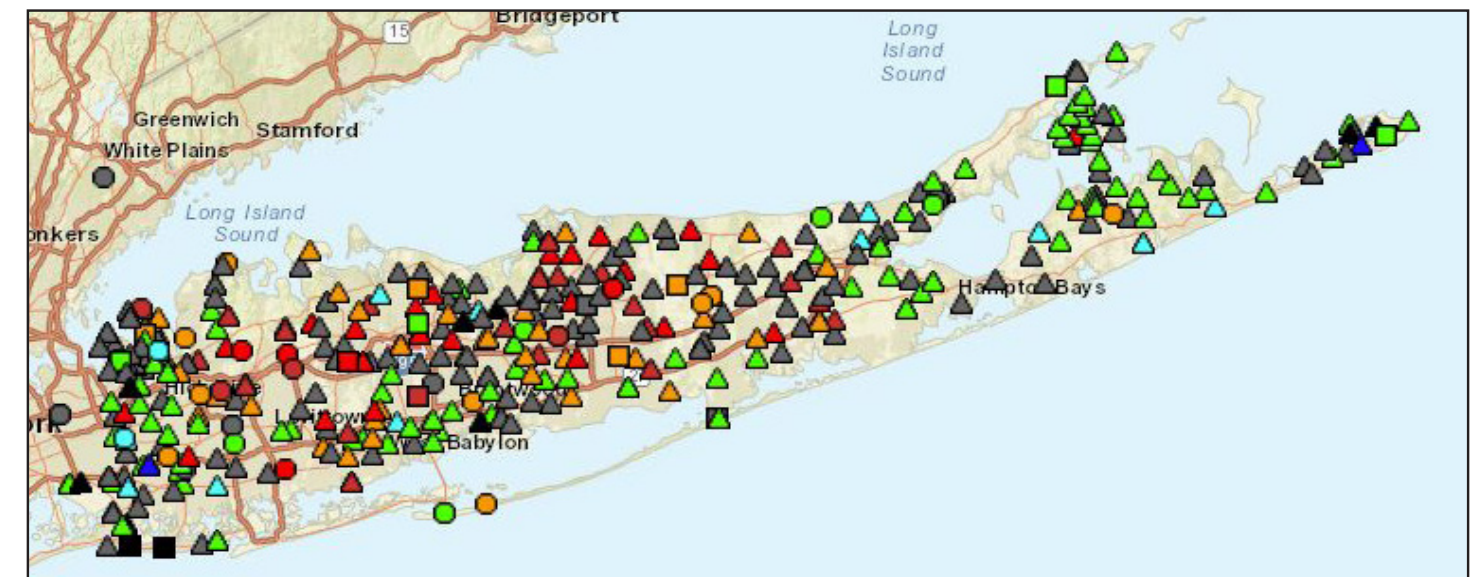 Bridgeport
15
Long
Island
Sound
Greenwich
Stamford
White Plains
Long Island
Sound
onkers
Hampton Bays
Babylon